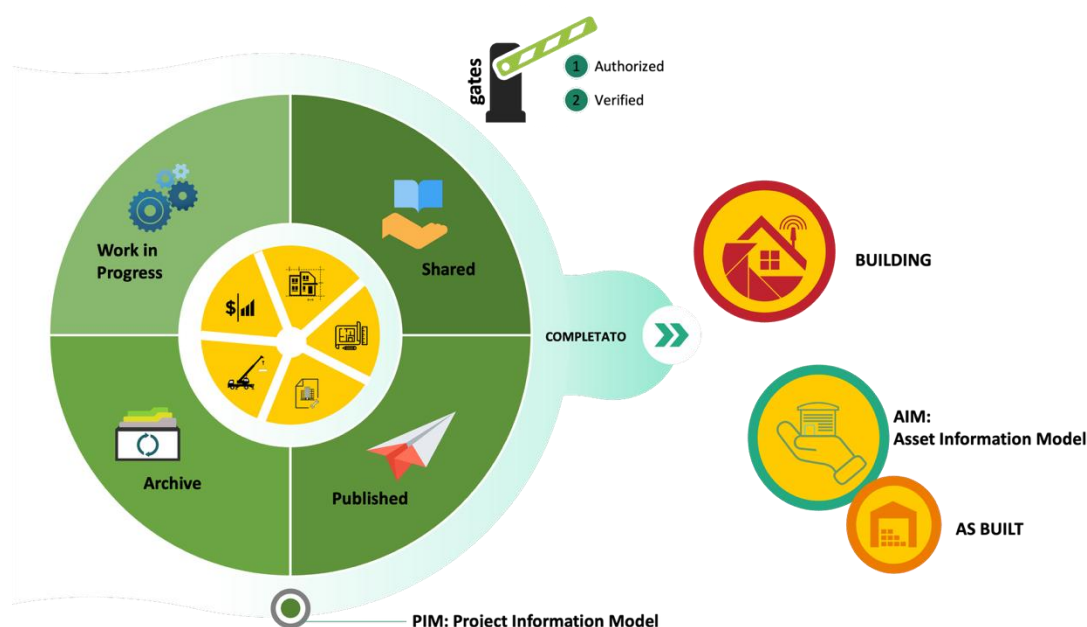 gates
1 Authorized
2 Verified
Work in
Progress
Shared
$
BUILDING
COMPLETATO
AIM:
Asset Information Model
Archive
Published
AS BUILT
PIM: Project Information Model